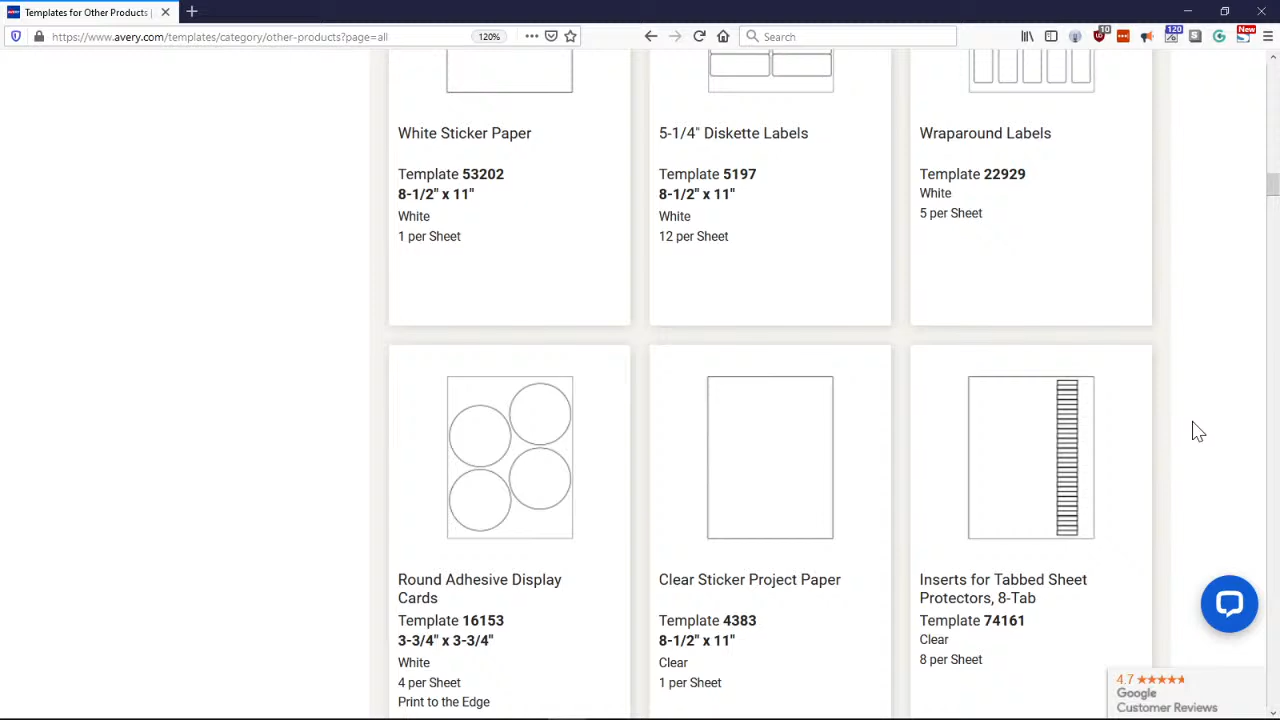 Templates for Other Products |
https://www.avery.com/templates/category/other-products?page=all
120%
Search
10
120
New
White Sticker Paper
Template 53202
8-1/2" x 11"
White
1 per Sheet
5-1/4" Diskette Labels
Template 5197
8-1/2" x 11"
White
12 per Sheet
Wraparound Labels
Template 22929
White
5 per Sheet
Round Adhesive Display
Cards
Template 16153
3-3/4" x 3-3/4"
White
4 per Sheet
Print to the Edge
Clear Sticker Project Paper
Template 4383
8-1/2" x 11"
Clear
1 per Sheet
Inserts for Tabbed Sheet
Protectors, 8-Tab
Template 74161
Clear
8 per Sheet
4.7
Google
Customer Reviews